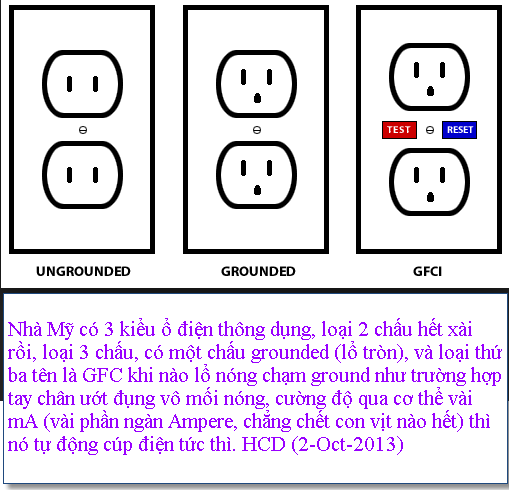 TEST
RESET
UNGROUNDED
GROUNDED
GFCI
Nhà Mỹ có 3 kiểu ổ điện thông dụng, loại 2 chấu hết xài
rồi, loại 3 chấu, có một chấu grounded (lổ tròn), và loại thứ
ba tên là GFC khi nào lổ nóng chạm ground như trường hợp
tay chân ướt đụng vô mối nóng, cường độ qua cơ thể vài
mA (vài phần ngàn Ampere, chẳng chết con vịt nào hết) thì
nó tự động cúp điện tức thì. HCD (2-Oct-2013)